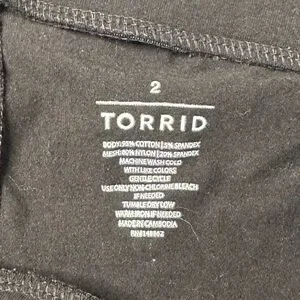 2
TORRID
BODY: 95% COTTON | 5% SPANDEX
MESH: 80% NYLON | 20% SPANDEX
MACHINE WASH COLD
WITH LIKE COLORS
GENTLE CYCLE
USE ONLY NON-CHLORINE BLEACH
IF NEEDED
TUMBLE DRY LOW
WARM IRON IF NEEDED
MADE IN CAMBODIA